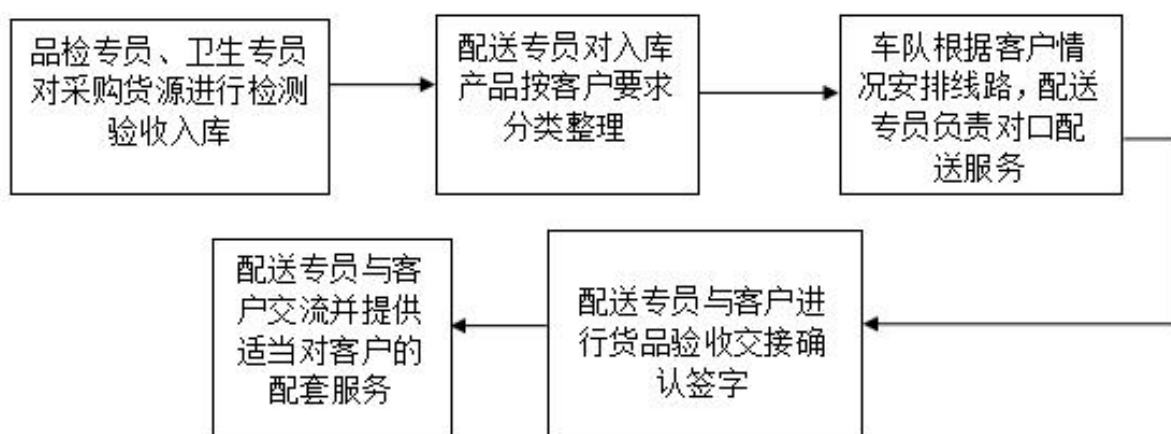 品检专员、卫生专员
对采购货源进行检测
验收入库
配送专员对入库
产品按客户要求
分类整理
车队根据客户情
况安排线路，配送
专员负责对口配
送服务
配送专员与客户进
行货品验收交接确
认签字
配送专员与客
户交流并提供
适当对客户的
配套服务